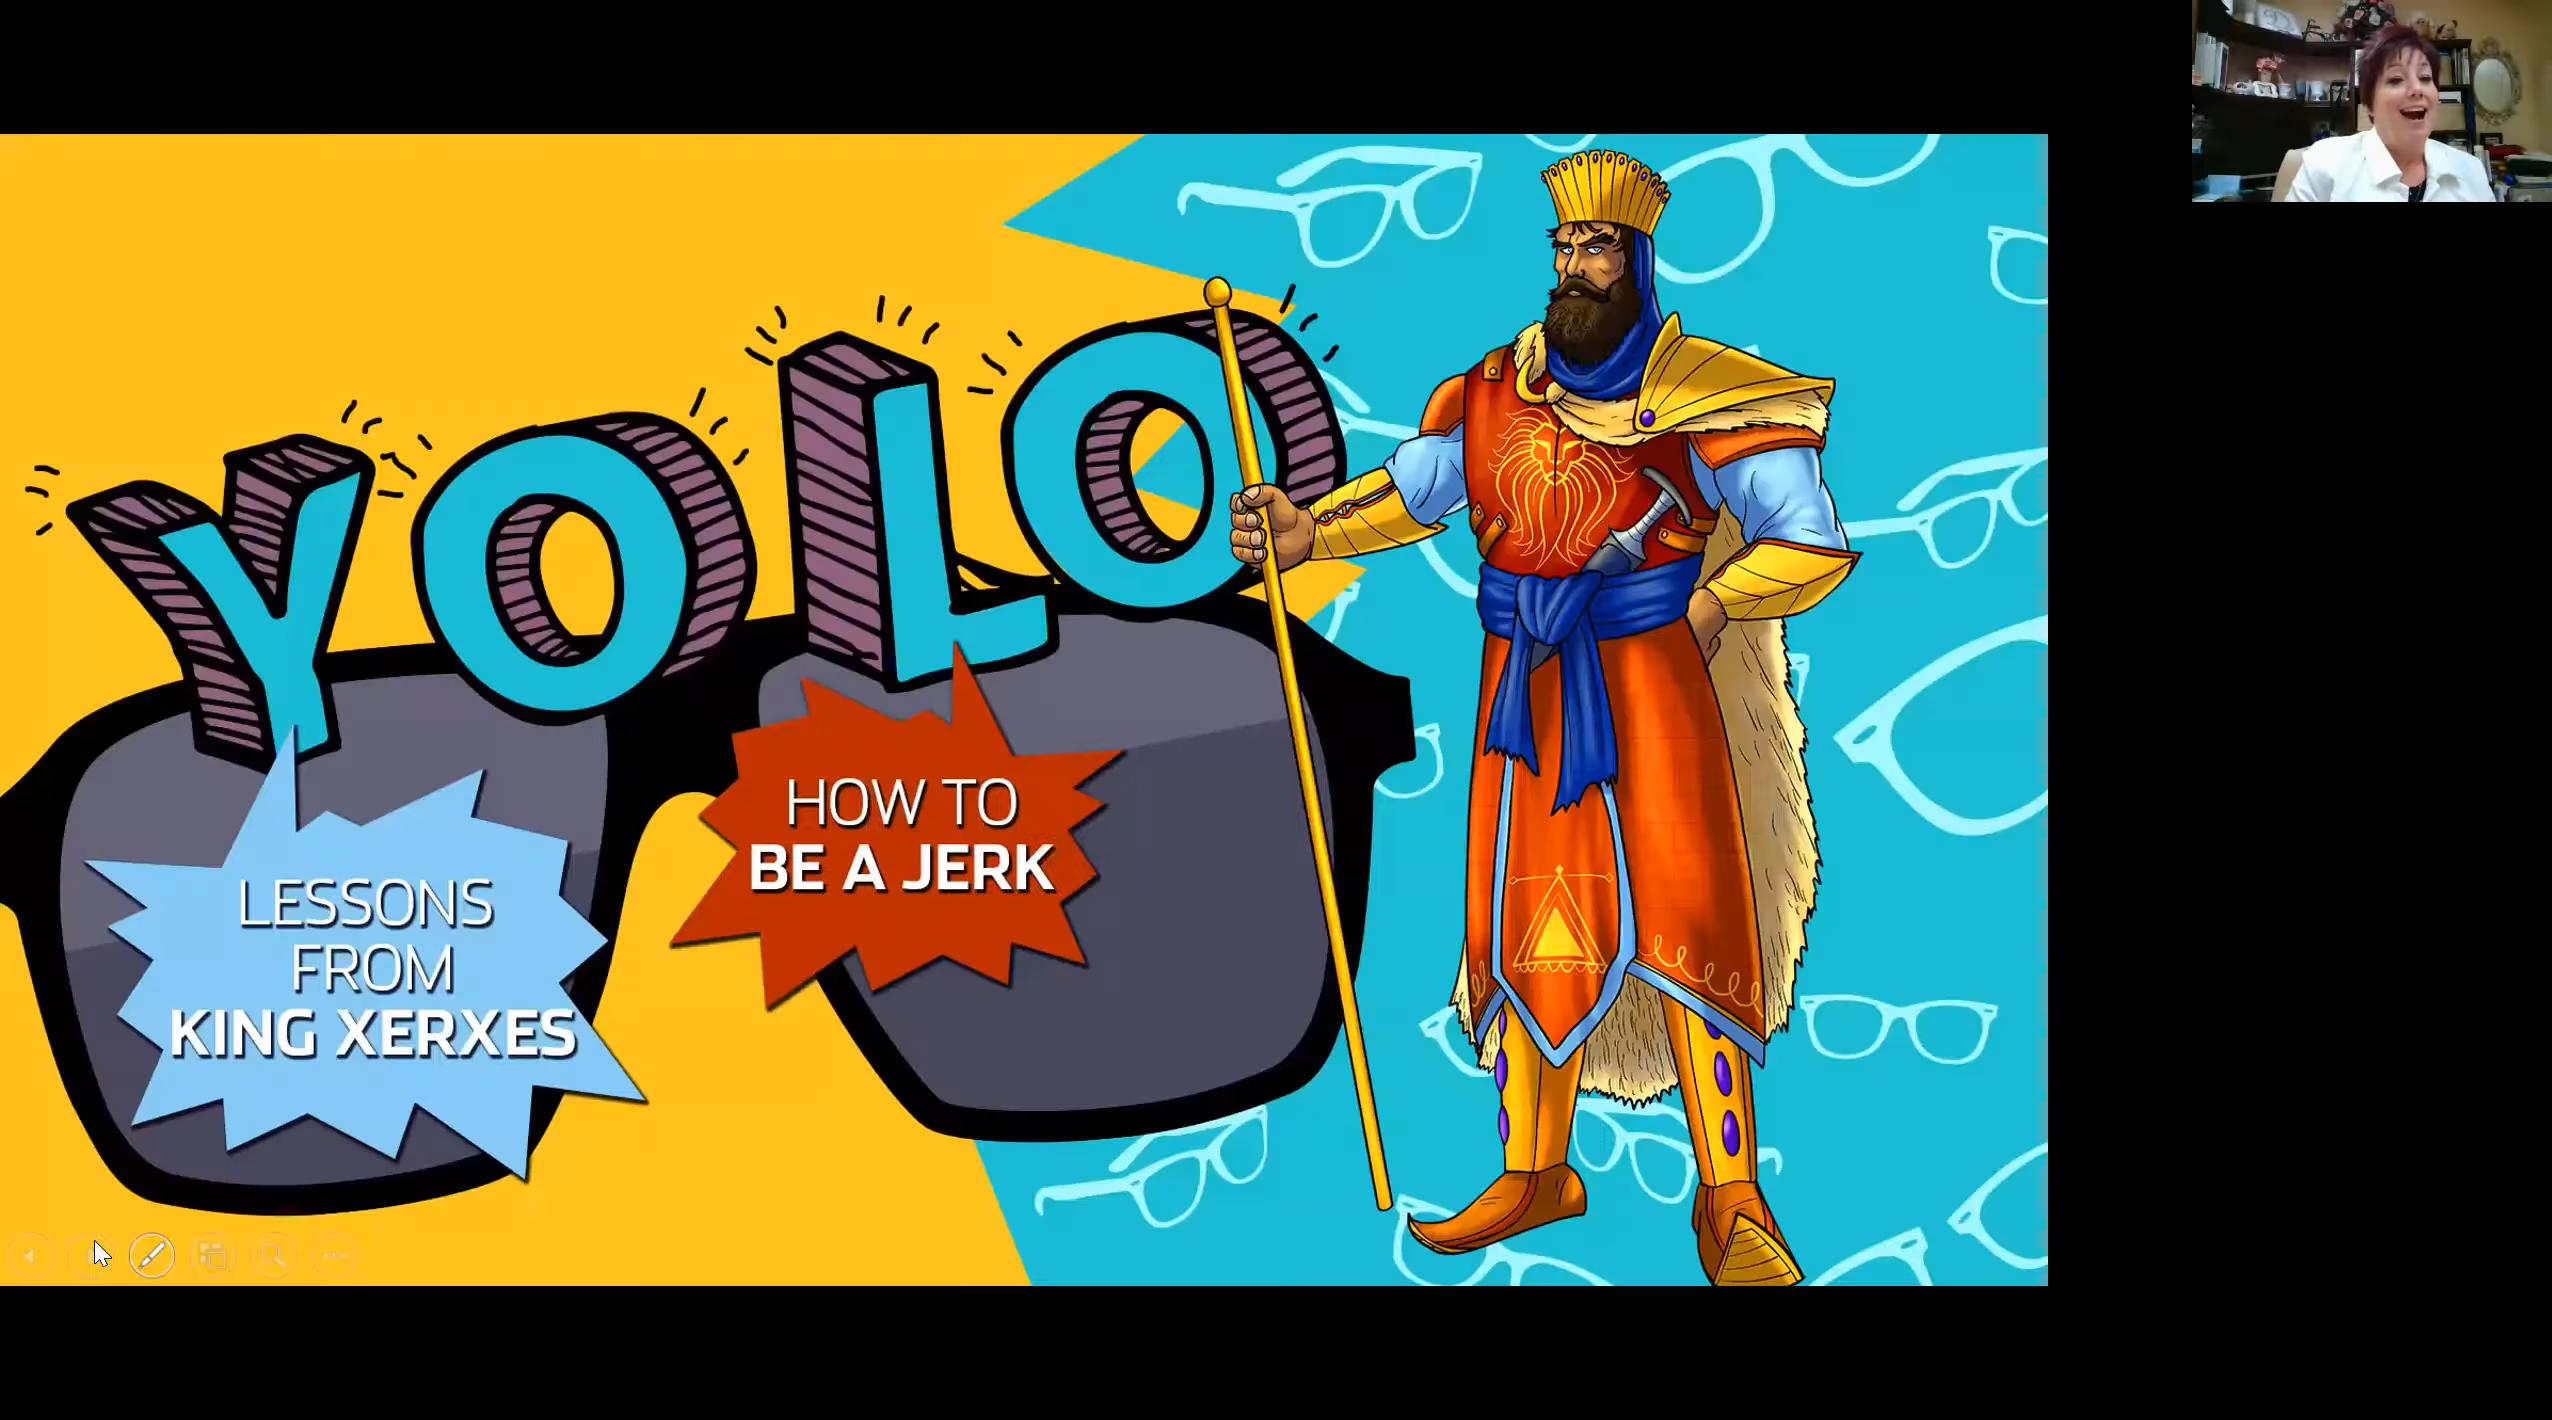 YOLO
LESSONS
FROM
KING XERXES
HOW TO
BE A JERK